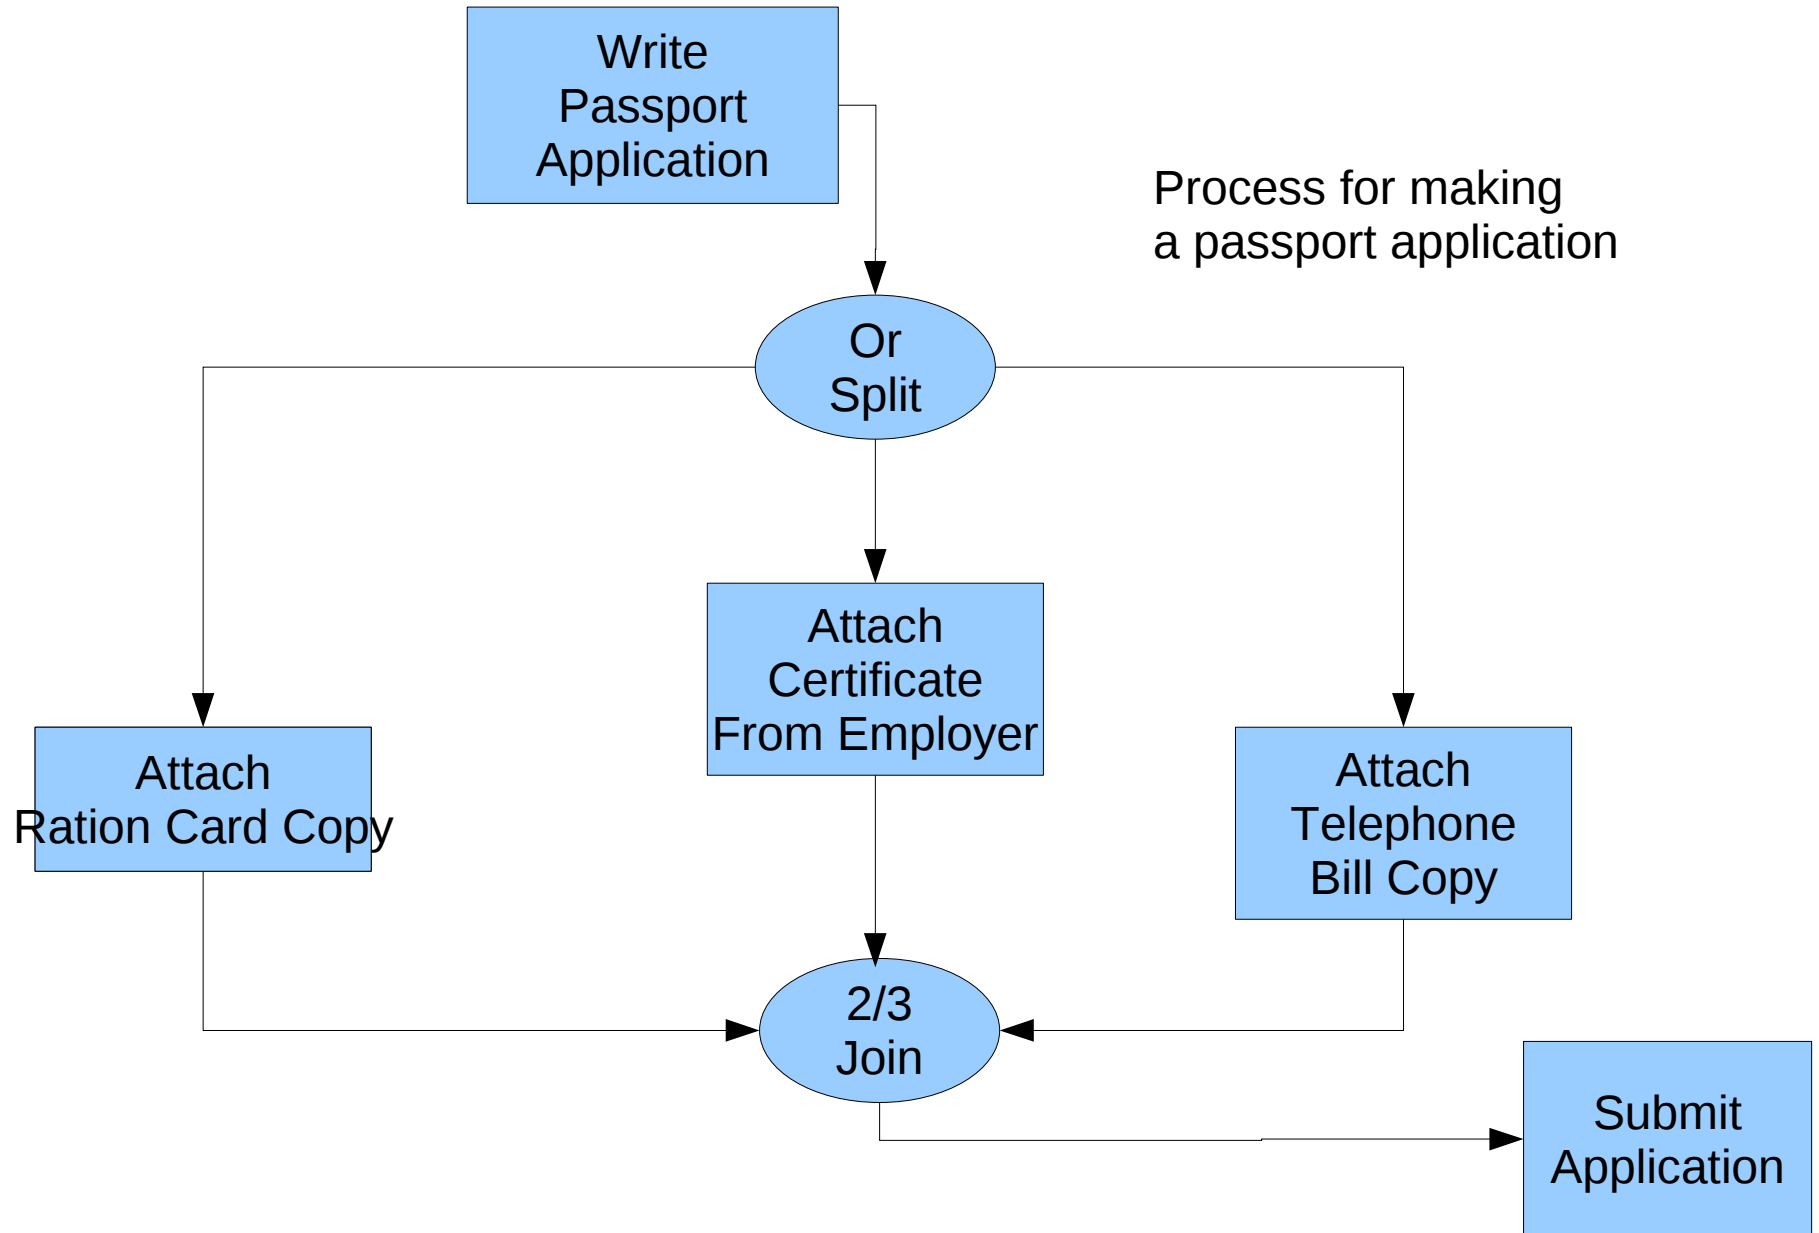 Write
Passport
Application
Process for making
a passport application
Or
Split
Attach
Certificate
From Employer
Attach
Ration Card Copy
Attach
Telephone
Bill Copy
2/3
Join
Submit
Application